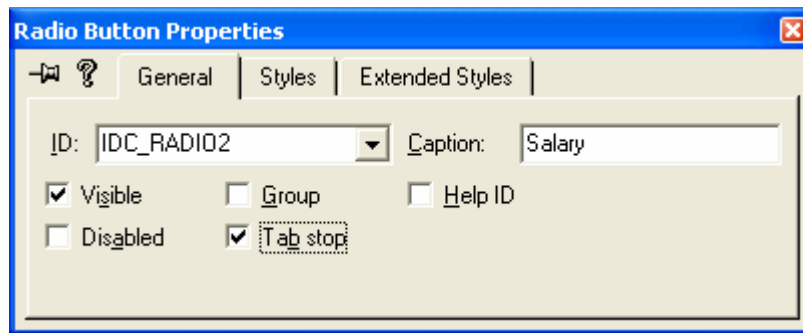 Radio Button Properties
General Styles Extended Styles
ID: IDC_RADIO2 Caption: Salary
Visible Group Help ID
Disabled Tab stop